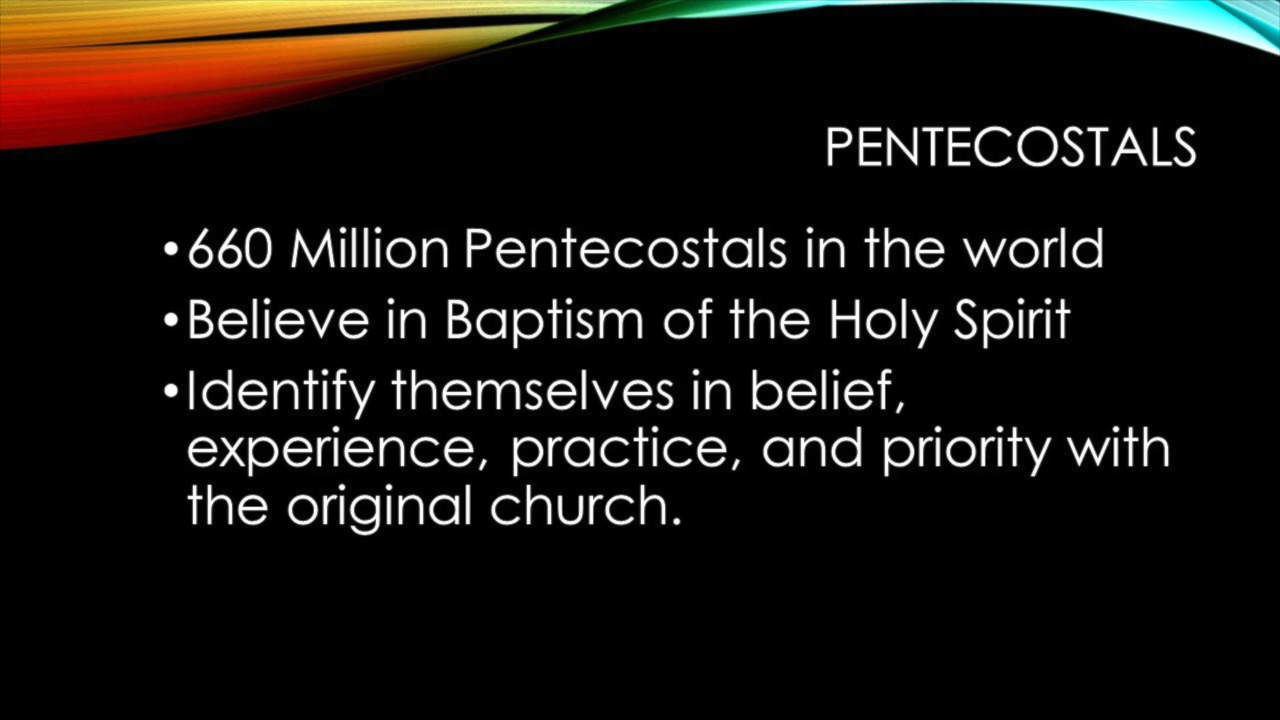 PENTECOSTALS
•660 Million Pentecostals in the world
•Believe in Baptism of the Holy Spirit
•Identify themselves in belief,
experience, practice, and priority with
the original church.